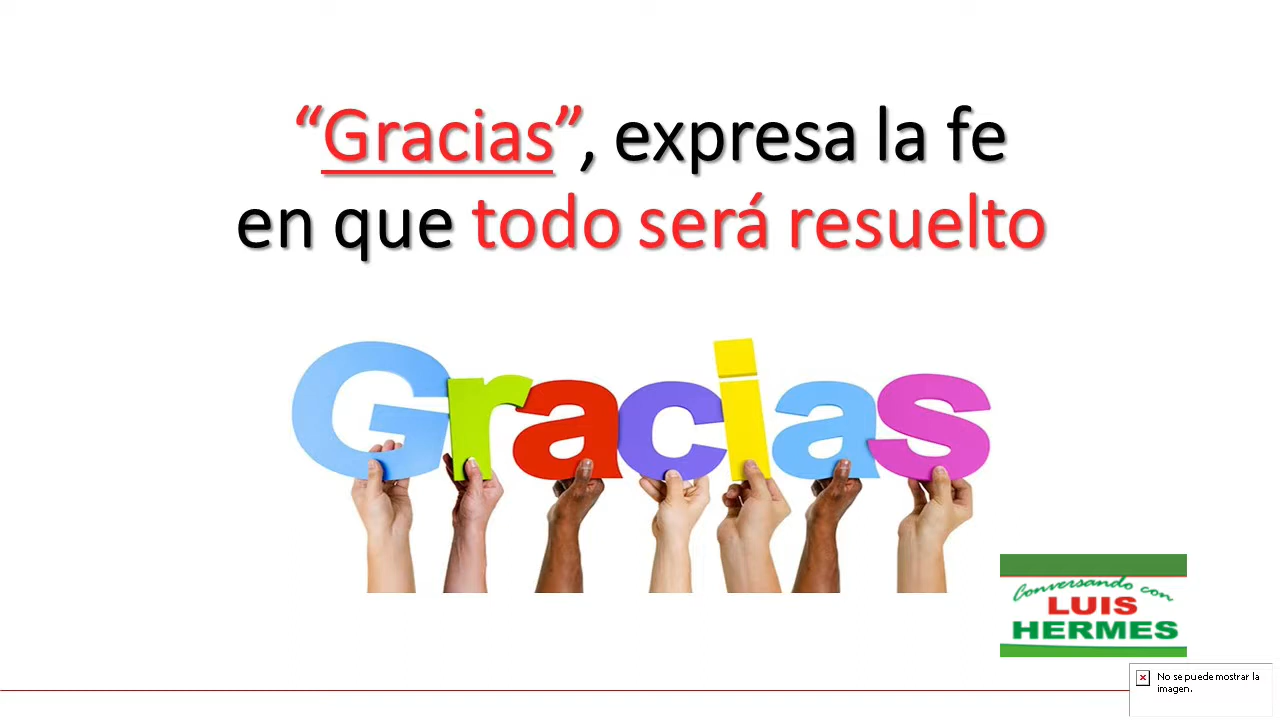 “Gracias”, expresa la fe
en que todo será resuelto
Gracias
Conversando con
LUIS
HERMES
No se puede mostrar la
imagen.